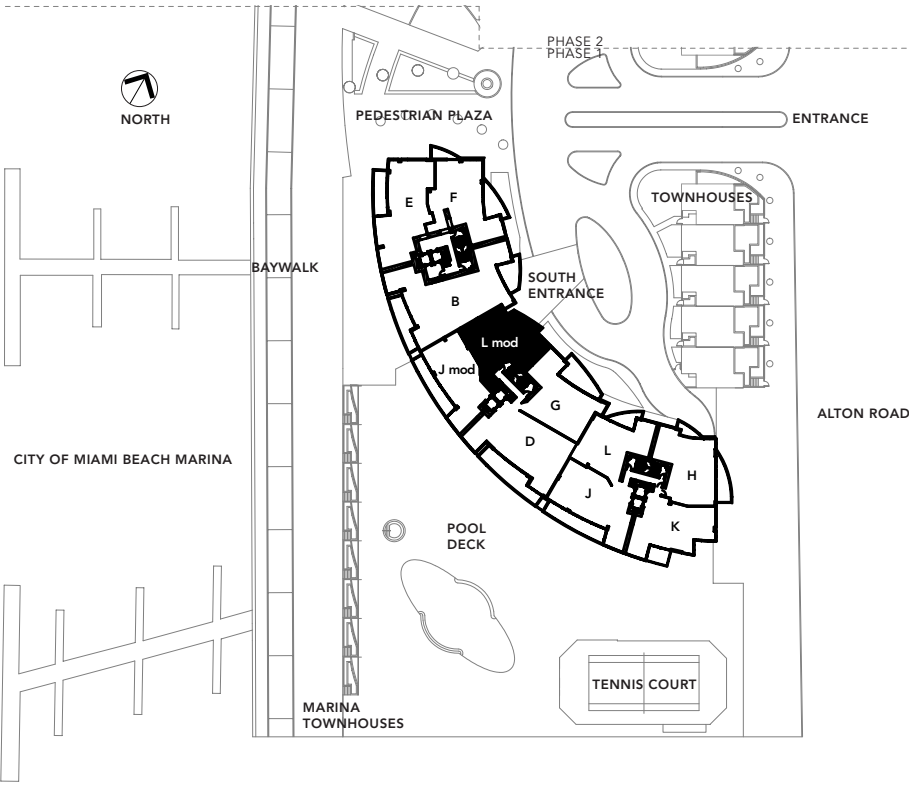 PHASE 2
PHASE 1
NORTH
PEDESTRIAN PLAZA
ENTRANCE
TOWNHOUSES
E
F
BAYWALK
SOUTH
ENTRANCE
B
L mod
J mod
G
ALTON ROAD
D
L
H
CITY OF MIAMI BEACH MARINA
J
K
POOL
DECK
TENNIS COURT
MARINA
TOWNHOUSES